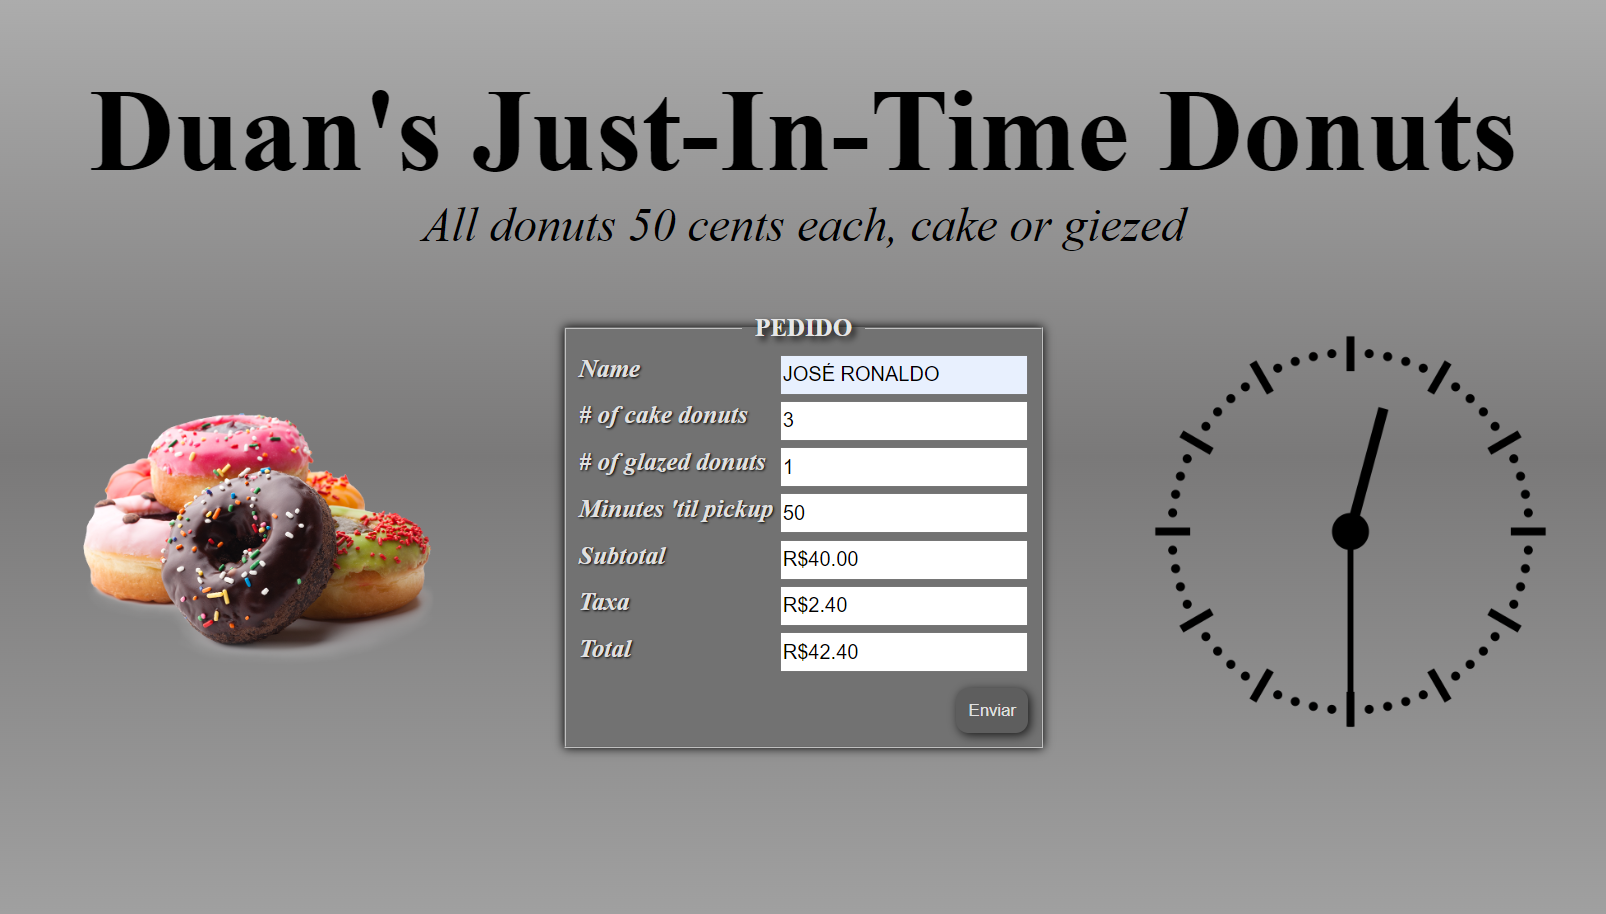 Duan's Just-In-Time Donuts
All donuts 50 cents each, cake or giezed
PEDIDO
Name JOSÉ RONALDO
# of cake donuts 3
# of glazed donuts 1
Minutes 'til pickup 50
Subtotal R$40.00
Taxa R$2.40
Total R$42.40
Enviar